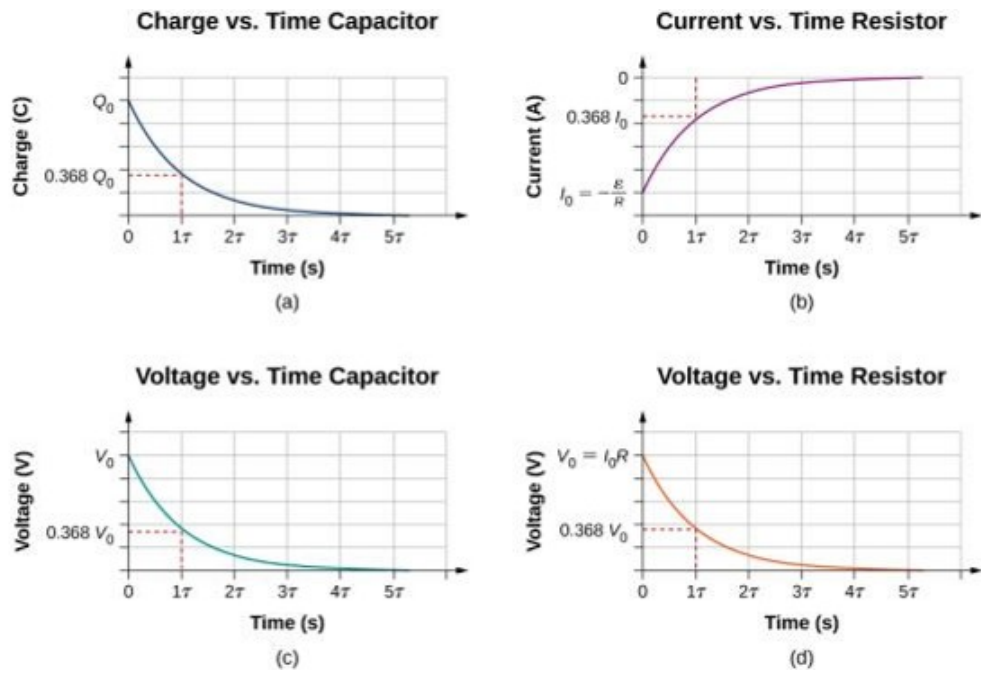 Charge vs. Time Capacitor
Charge (C)
Q₀
0.368 Q₀
0 1τ 2τ 3τ 4τ 5τ
Time (s)
(a)
Current vs. Time Resistor
Current (A)
0
0.368 I₀
I₀ = −ε/R
0 1τ 2τ 3τ 4τ 5τ
Time (s)
(b)
Voltage vs. Time Capacitor
Voltage (V)
V₀
0.368 V₀
0 1τ 2τ 3τ 4τ 5τ
Time (s)
(c)
Voltage vs. Time Resistor
Voltage (V)
V₀ = I₀R
0.368 V₀
0 1τ 2τ 3τ 4τ 5τ
Time (s)
(d)